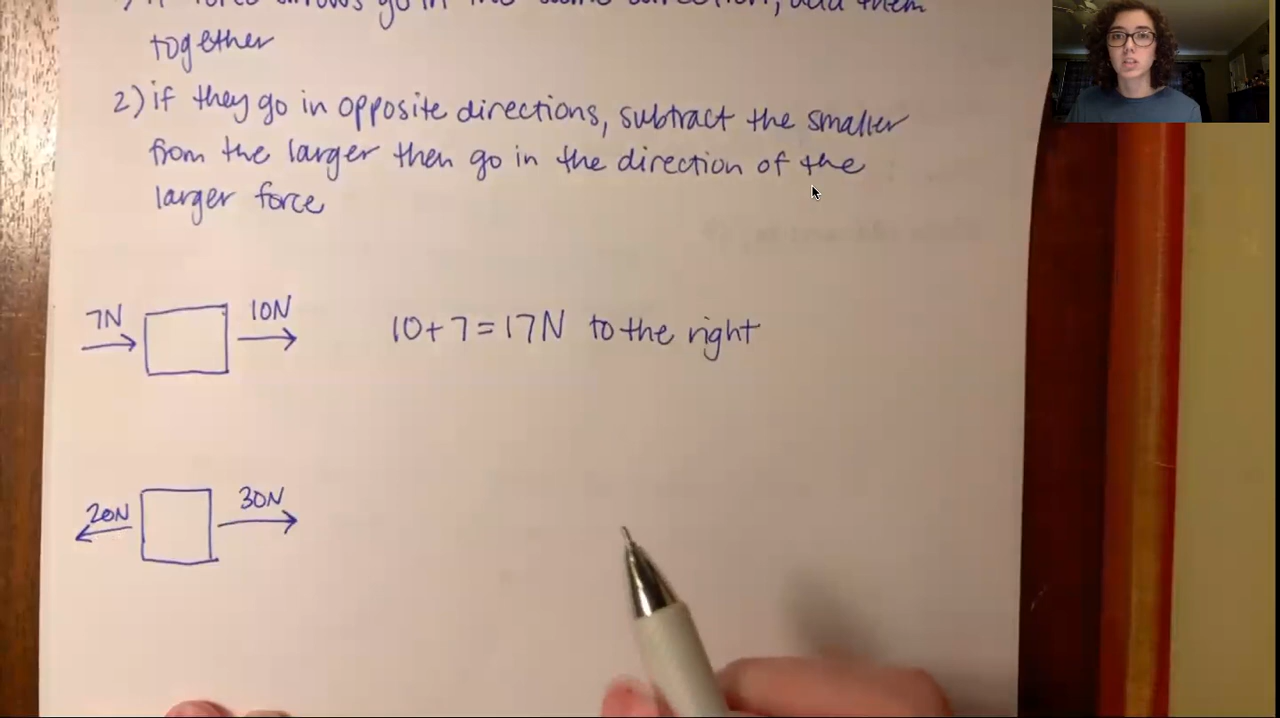 together
2) if they go in opposite directions, subtract the smaller
from the larger then go in the direction of the
larger force
7N 10N 10+7=17N to the right
20N 30N